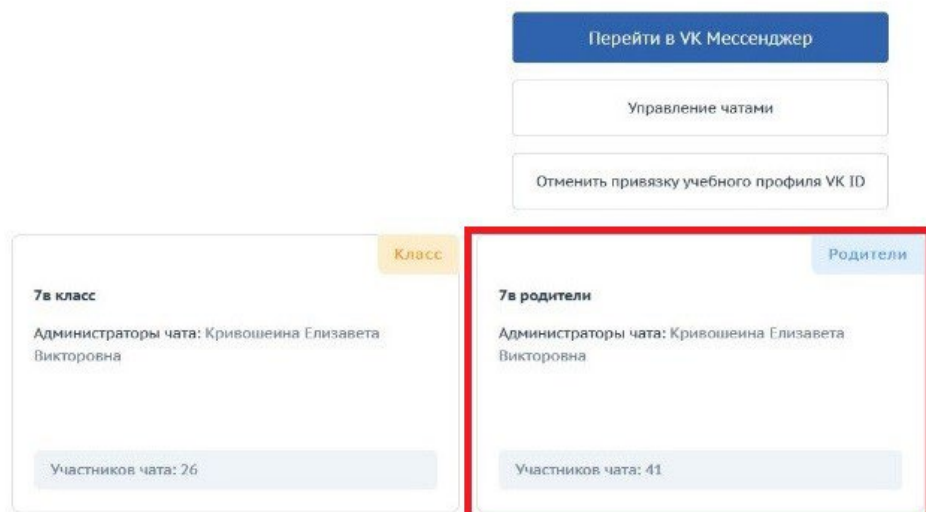 Перейти в VK Мессенджер
Управление чатами
Отменить привязку учебного профиля VK ID
Класс
7в класс
Администраторы чата: Кривошеина Елизавета
Викторовна
Участников чата: 26
Родители
7в родители
Администраторы чата: Кривошеина Елизавета
Викторовна
Участников чата: 41